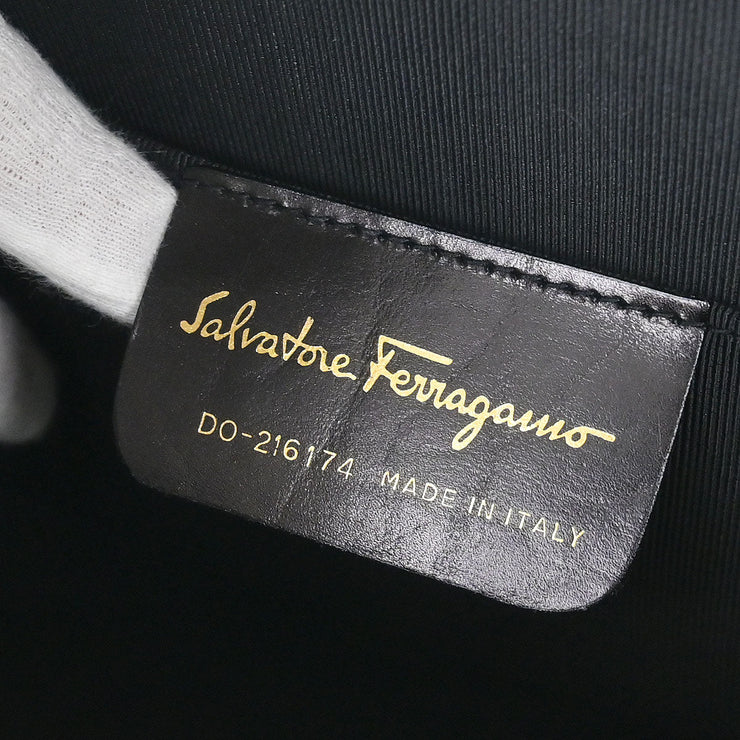 Salvatore Ferragamo
DO-216174 MADE IN ITALY